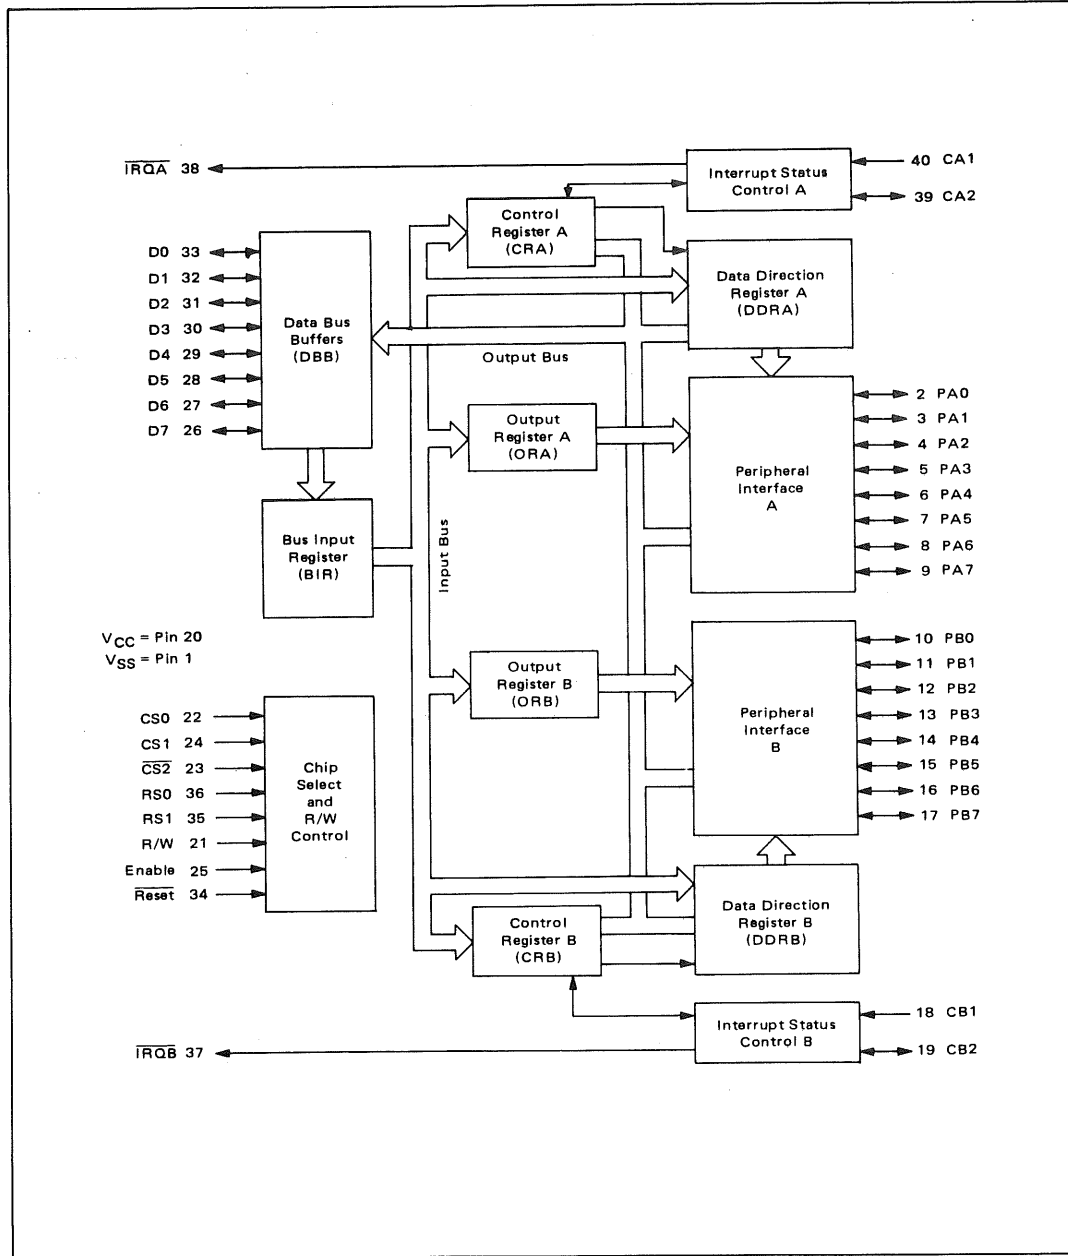 IRQA 38
40 CA1
Interrupt Status
Control A
39 CA2
Control
Register A
(CRA)
D0 33
D1 32
D2 31
D3 30
D4 29
D5 28
D6 27
D7 26
Data Bus
Buffers
(DBB)
Data Direction
Register A
(DDRA)
Output Bus
Output
Register A
(ORA)
2 PA0
3 PA1
4 PA2
5 PA3
6 PA4
7 PA5
8 PA6
9 PA7
Peripheral
Interface
A
Bus Input
Register
(BIR)
Input Bus
VCC = Pin 20
VSS = Pin 1
Output
Register B
(ORB)
10 PB0
11 PB1
12 PB2
13 PB3
14 PB4
15 PB5
16 PB6
17 PB7
Peripheral
Interface
B
CS0 22
CS1 24
CS2 23
RS0 36
RS1 35
R/W 21
Enable 25
Reset 34
Chip
Select
and
R/W
Control
Control
Register B
(CRB)
Data Direction
Register B
(DDRB)
18 CB1
Interrupt Status
Control B
19 CB2
IRQB 37